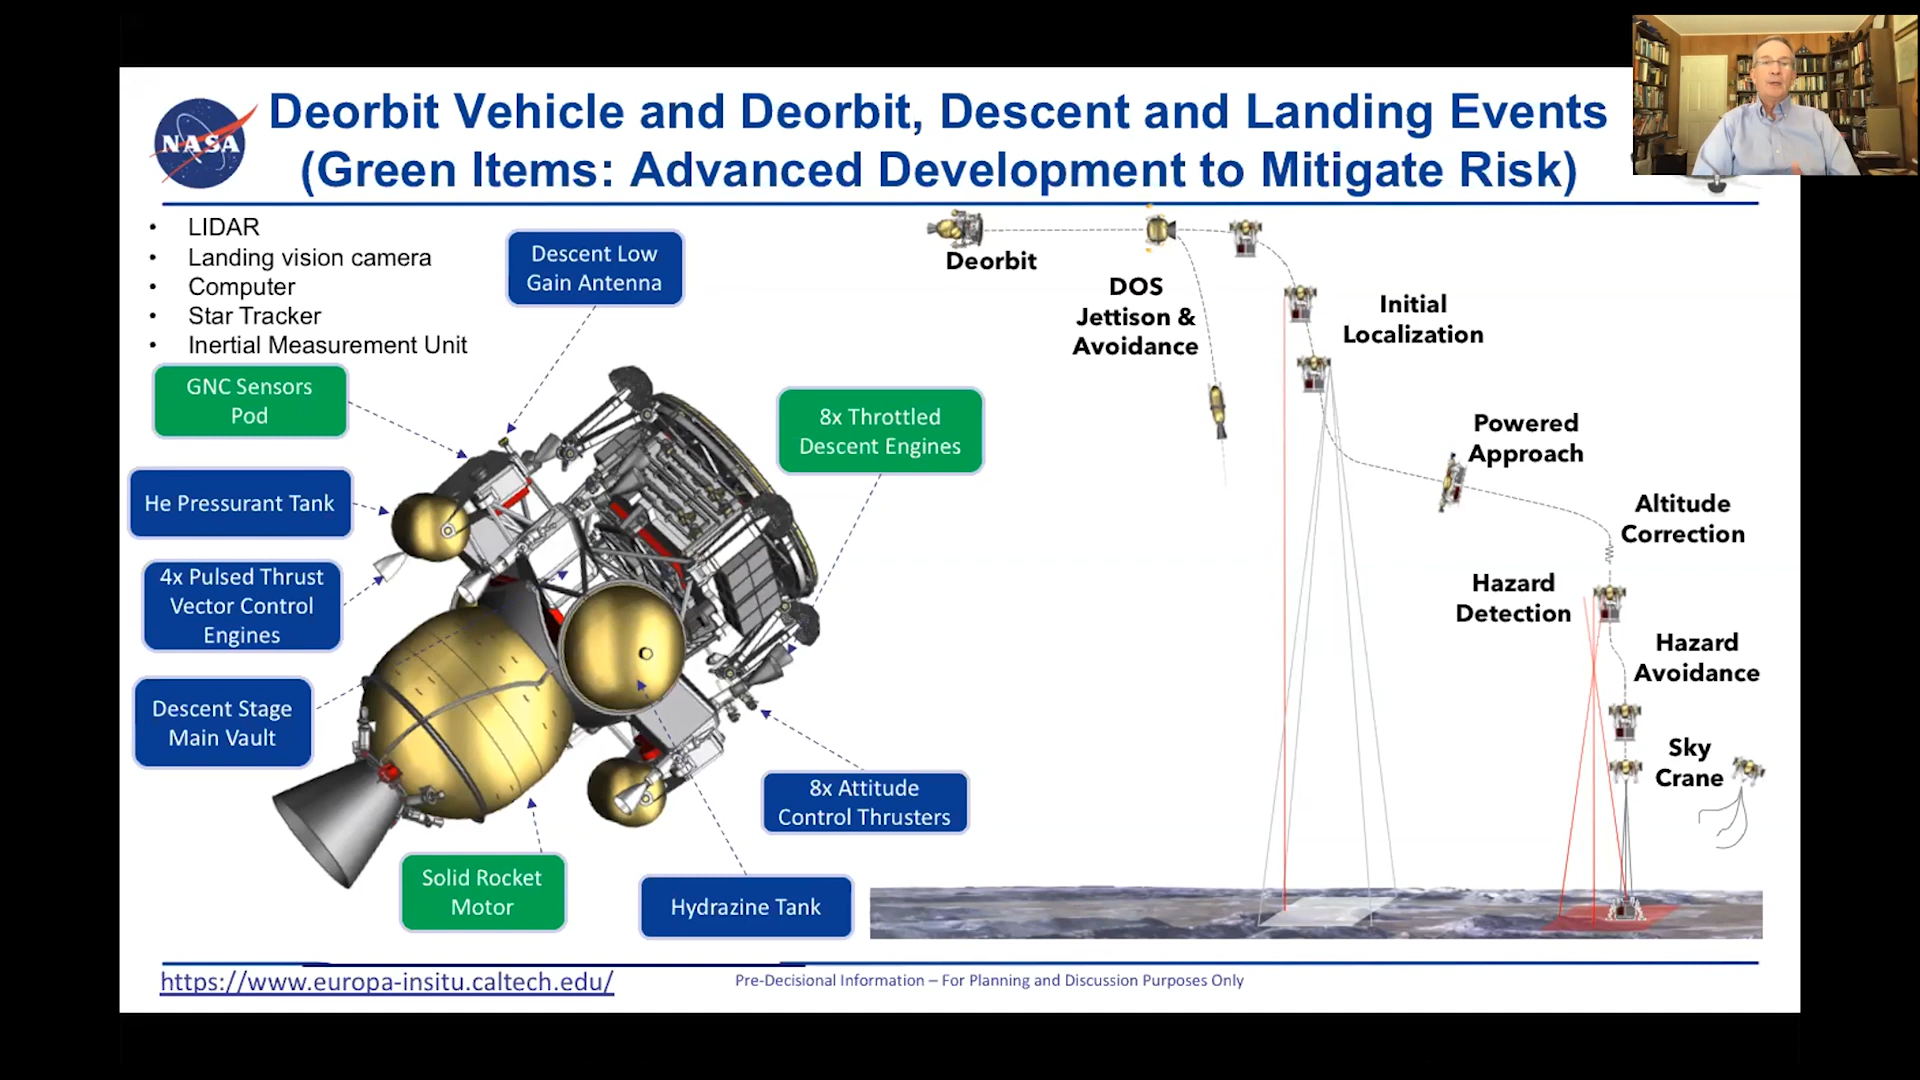 NASA
Deorbit Vehicle and Deorbit, Descent and Landing Events
(Green Items: Advanced Development to Mitigate Risk)
• LIDAR
• Landing vision camera
• Computer
• Star Tracker
• Inertial Measurement Unit
GNC Sensors
Pod
He Pressurant Tank
4x Pulsed Thrust
Vector Control
Engines
Descent Stage
Main Vault
Descent Low
Gain Antenna
8x Throttled
Descent Engines
8x Attitude
Control Thrusters
Solid Rocket
Motor
Hydrazine Tank
Deorbit
DOS
Jettison &
Avoidance
Initial
Localization
Powered
Approach
Altitude
Correction
Hazard
Detection
Hazard
Avoidance
Sky
Crane
https://www.europa-insitu.caltech.edu/
Pre-Decisional Information – For Planning and Discussion Purposes Only